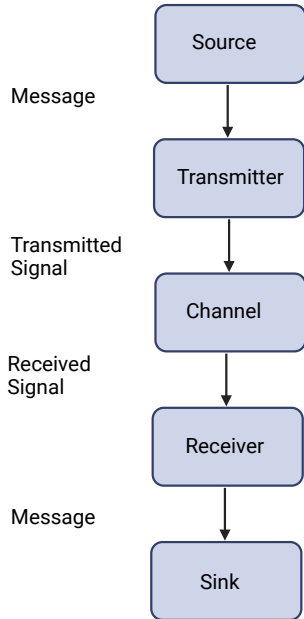 Source
Message
Transmitter
Transmitted
Signal
Channel
Received
Signal
Receiver
Message
Sink